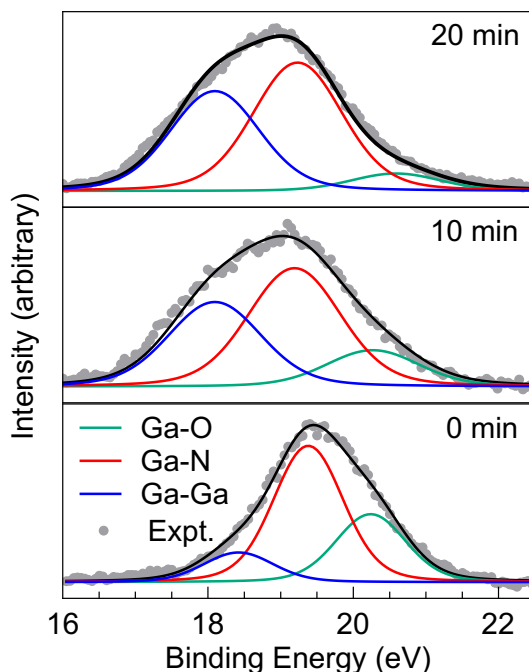 20 min
10 min
0 min
Ga-O
Ga-N
Ga-Ga
Expt.
Intensity (arbitrary)
16 18 20 22
Binding Energy (eV)